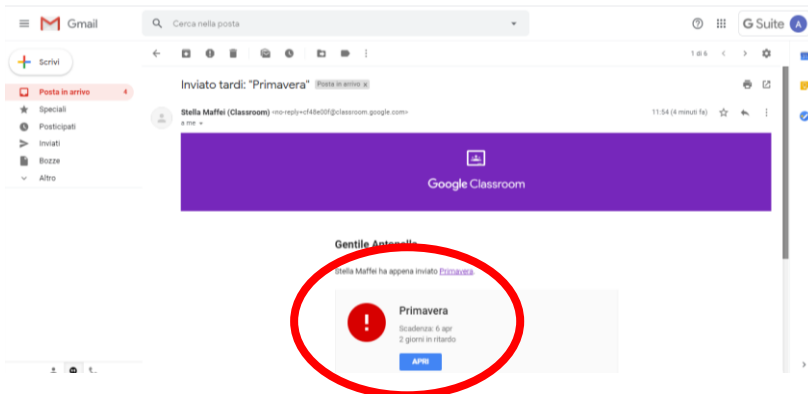 Gmail
Cerca nella posta
G Suite
A
Scrivi
1 di 6
Posta in arrivo 4
Speciali
Posticipati
Inviati
Bozze
Altro
Inviato tardi: "Primavera" Posta in arrivo x
Stella Maffei (Classroom) <no-reply+cf48e00f@classroom.google.com>
11:54 (4 minuti fa)
a me
Google Classroom
Gentile Antonella
Stella Maffei ha appena inviato Primavera.
Primavera
Scadenza: 6 apr
2 giorni in ritardo
APRI